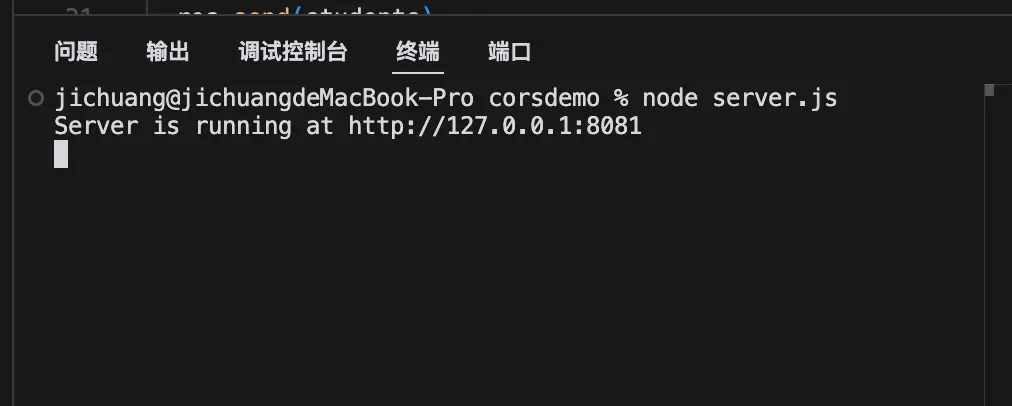 问题 输出 调试控制台 终端 端口
jichuang@jichuangdeMacBook-Pro corsdemo % node server.js
Server is running at http://127.0.0.1:8081